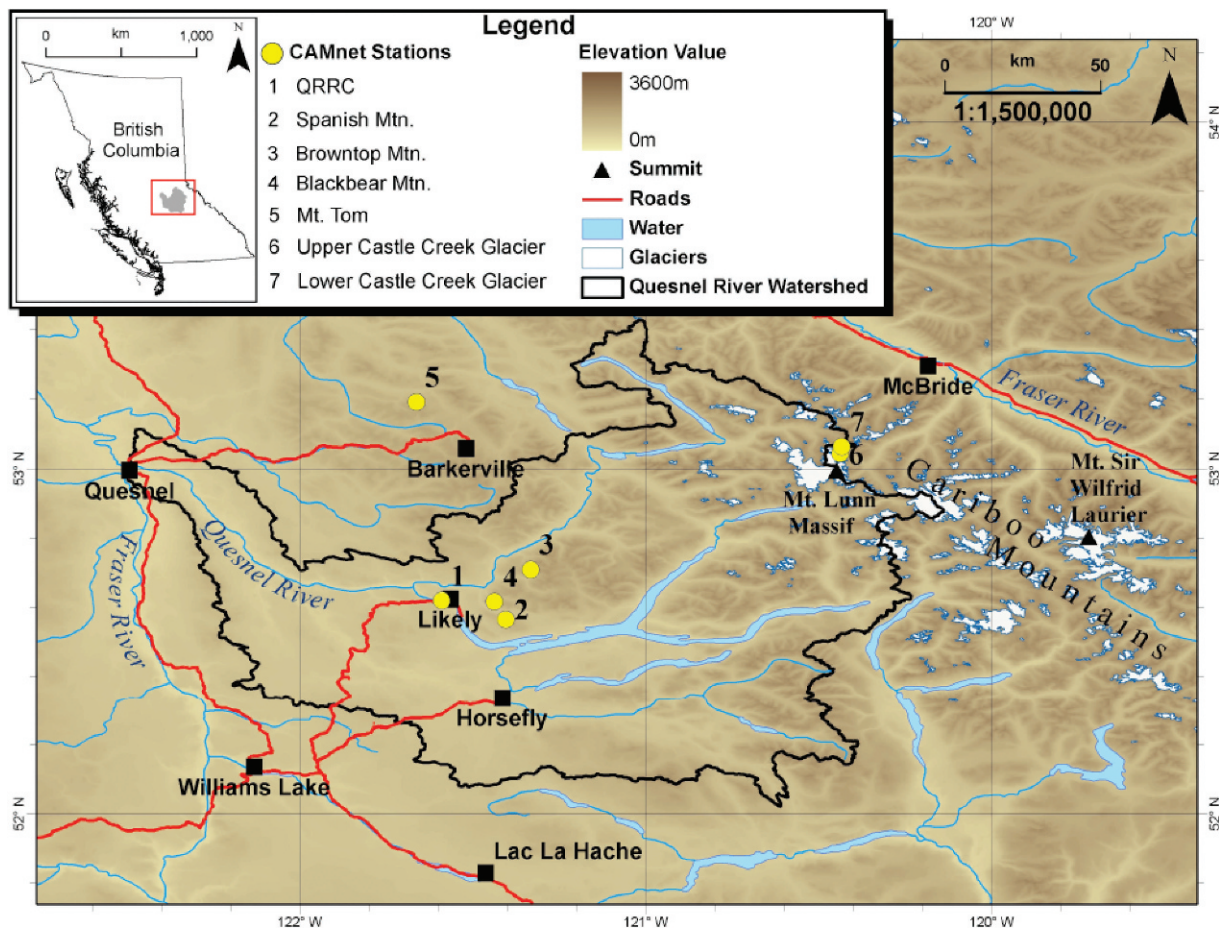 Legend
N
0 km 1,000
British
Columbia
CAMnet Stations
1 QRRC
2 Spanish Mtn.
3 Browntop Mtn.
4 Blackbear Mtn.
5 Mt. Tom
6 Upper Castle Creek Glacier
7 Lower Castle Creek Glacier
Elevation Value
3600m
0m
Summit
Roads
Water
Glaciers
Quesnel River Watershed
120° W
0 km 50
1:1,500,000
N
54° N
5
McBride
Fraser River
7
6
Barkerville
53° N
Quesnel
Mt. Lunn
Massif
Cariboo
Mountains
Mt. Sir
Wilfrid
Laurier
53° N
Quesnel River
Fraser River
3
1
4
2
Likely
Horsefly
Williams Lake
52° N
52° N
Lac La Hache
122° W
121° W
120° W